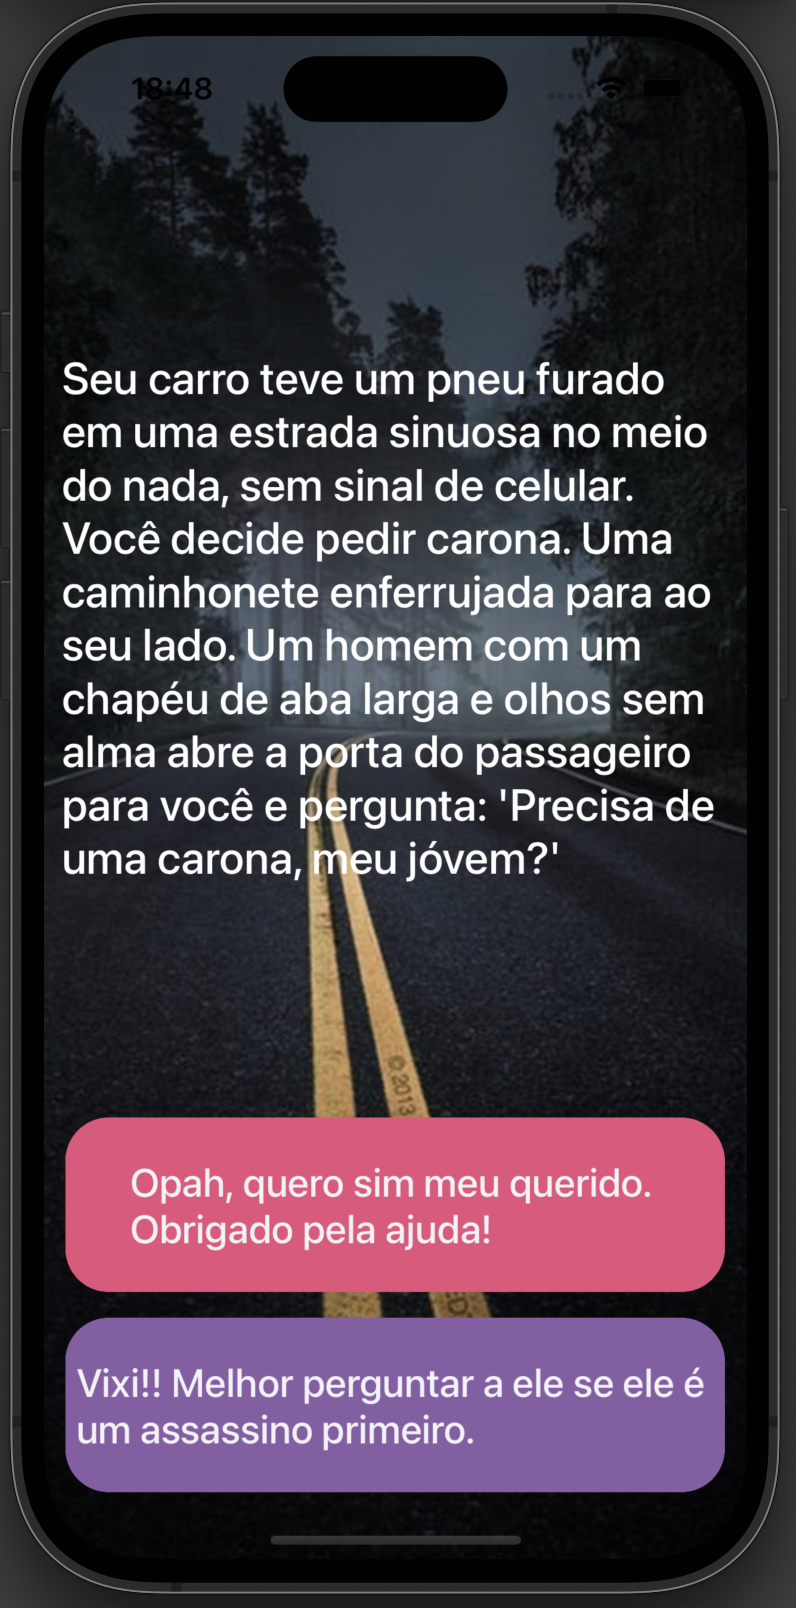 18:48
Seu carro teve um pneu furado
em uma estrada sinuosa no meio
do nada, sem sinal de celular.
Você decide pedir carona. Uma
caminhonete enferrujada para ao
seu lado. Um homem com um
chapéu de aba larga e olhos sem
alma abre a porta do passageiro
para você e pergunta: 'Precisa de
uma carona, meu jóvem?'
© 2013
Opah, quero sim meu querido.
Obrigado pela ajuda!
Vixi!! Melhor perguntar a ele se ele é
um assassino primeiro.